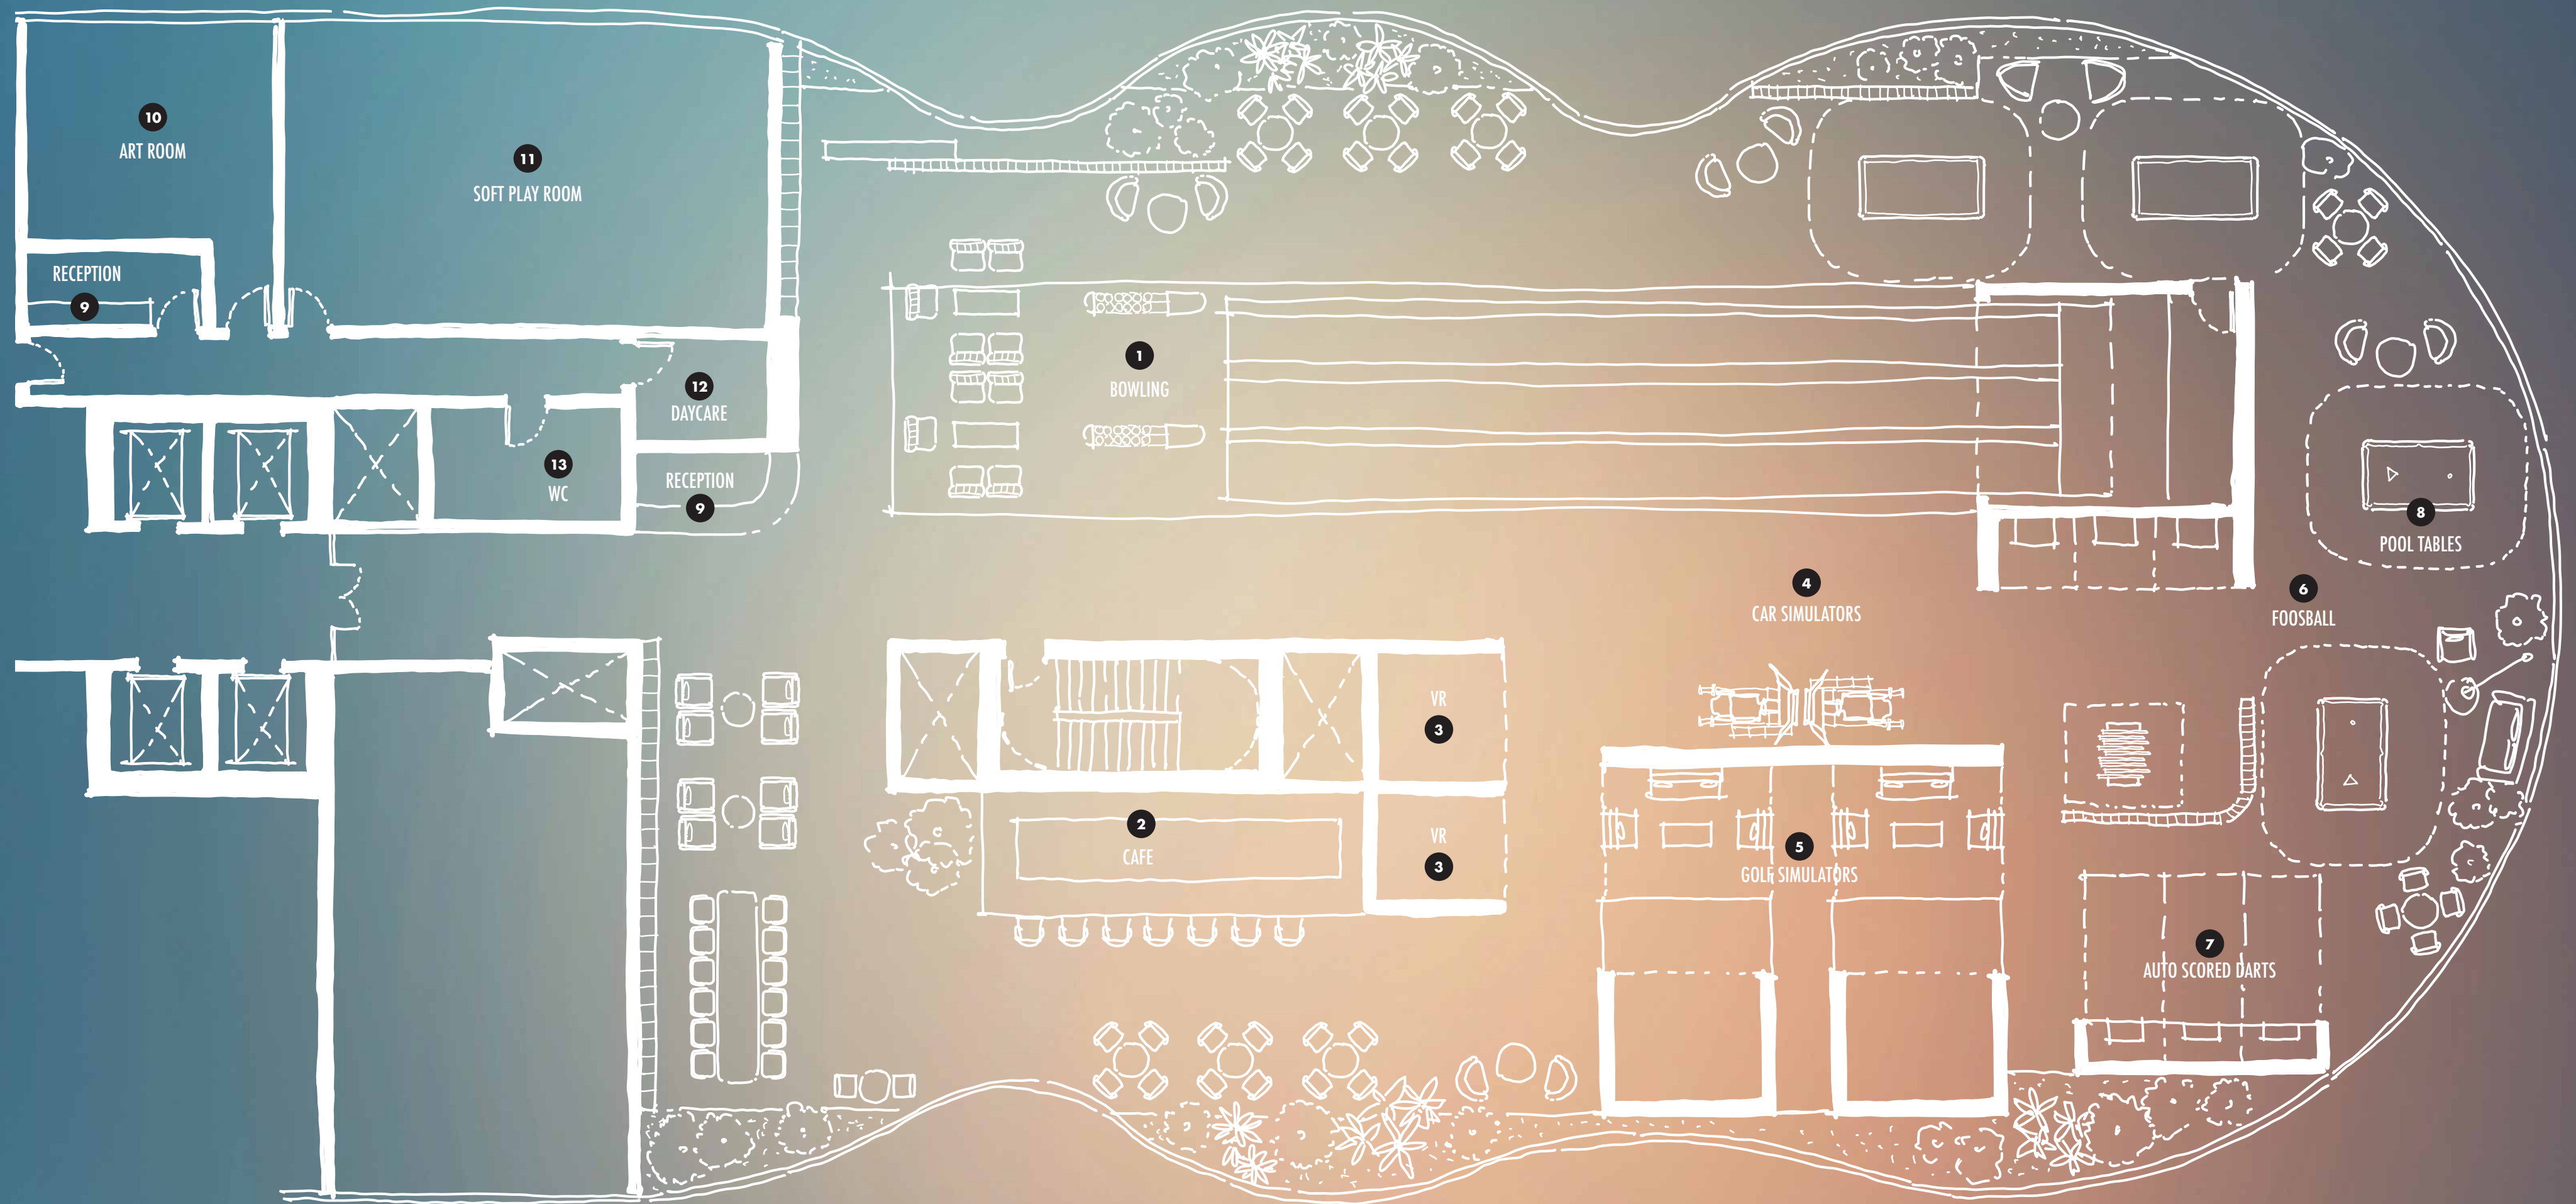 10
ART ROOM
11
SOFT PLAY ROOM
RECEPTION
9
1
BOWLING
12
DAYCARE
13
WC
RECEPTION
9
8
POOL TABLES
4
CAR SIMULATORS
6
FOOSBALL
VR
3
2
CAFE
VR
3
5
GOLF SIMULATORS
7
AUTO SCORED DARTS